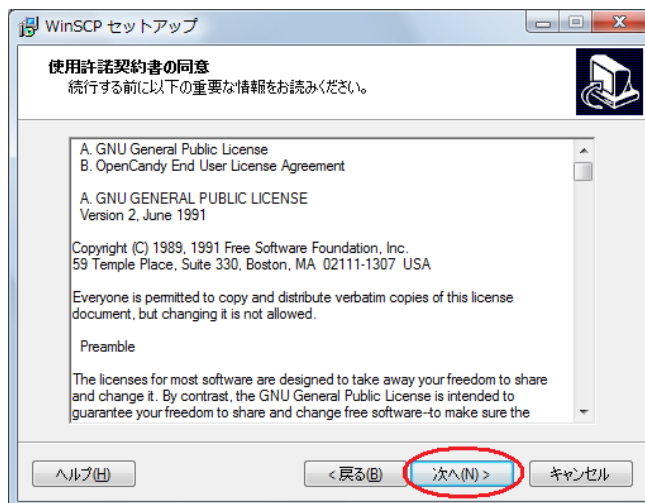 WinSCP セットアップ
使用許諾契約書の同意
続行する前に以下の重要な情報をお読みください。
A. GNU General Public License
B. OpenCandy End User License Agreement
A. GNU GENERAL PUBLIC LICENSE
Version 2, June 1991
Copyright (C) 1989, 1991 Free Software Foundation, Inc.
59 Temple Place, Suite 330, Boston, MA  02111-1307  USA
Everyone is permitted to copy and distribute verbatim copies of this license
document, but changing it is not allowed.
Preamble
The licenses for most software are designed to take away your freedom to share
and change it. By contrast, the GNU General Public License is intended to
guarantee your freedom to share and change free software--to make sure the
ヘルプ(H)
< 戻る(B)
次へ(N) >
キャンセル